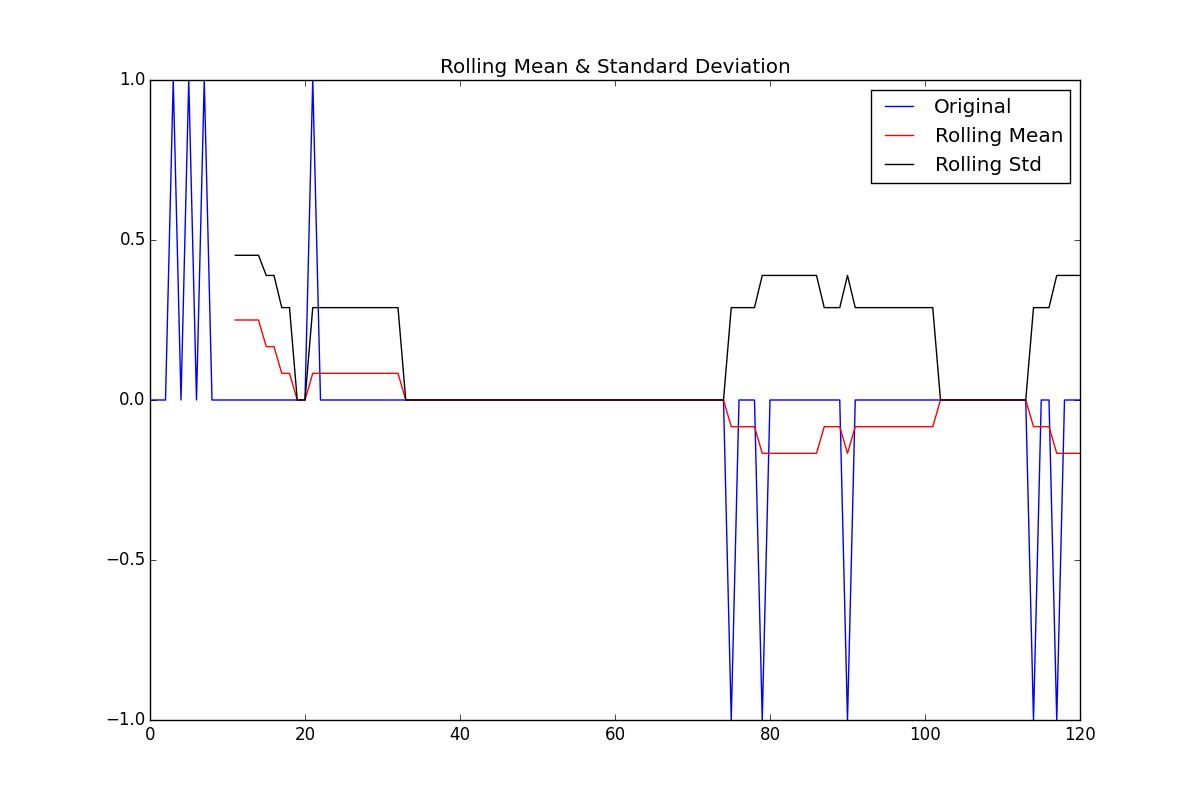 Rolling Mean & Standard Deviation
1.0
0.5
0.0
−0.5
−1.0
Original
Rolling Mean
Rolling Std
0 20 40 60 80 100 120